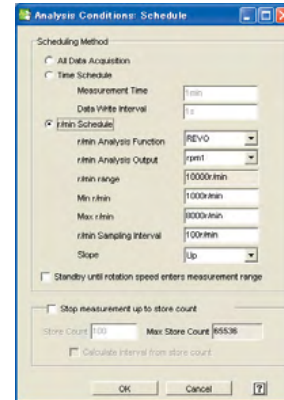 Analysis Conditions: Schedule
Scheduling Method
All Data Acquisition
Time Schedule
Measurement Time 1min
Data Write Interval 1s
r/min Schedule
r/min Analysis Function REVO
r/min Analysis Output rpm1
r/min range 10000r/min
Min r/min 1000r/min
Max r/min 8000r/min
r/min Sampling Interval 100r/min
Slope Up
Standby until rotation speed enters measurement range
Stop measurement up to store count
Store Count 100 Max Store Count 65536
Calculate interval from store count
OK Cancel ?